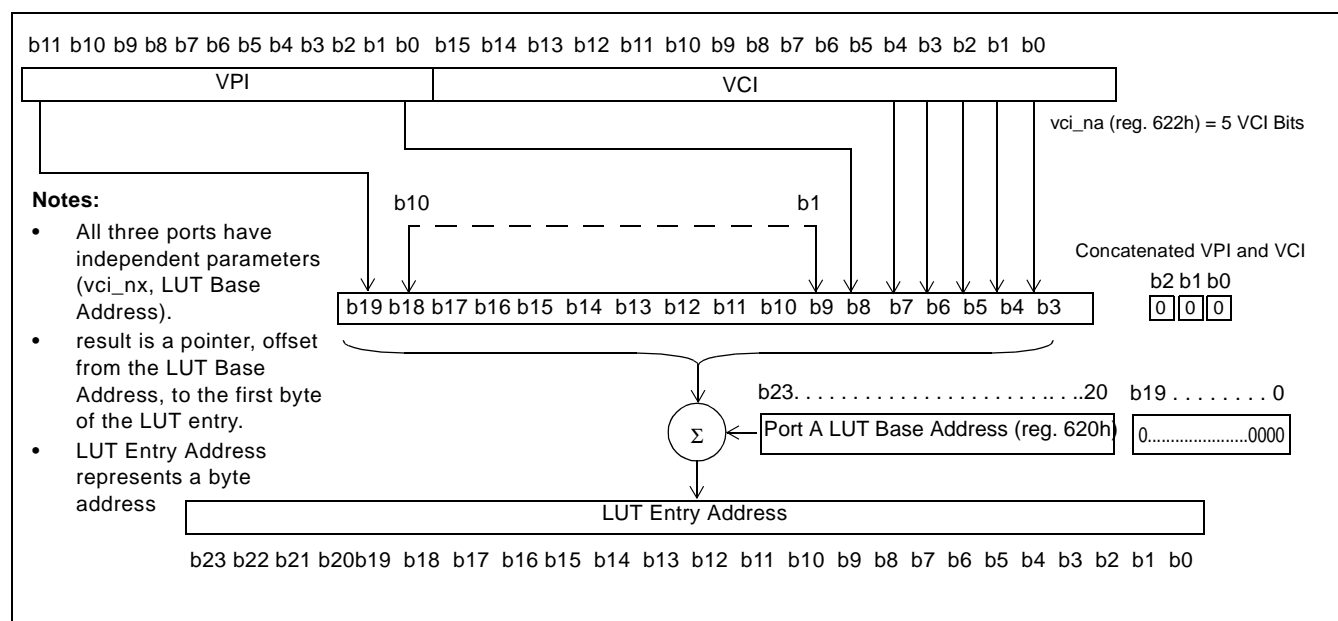 b11 b10 b9 b8 b7 b6 b5 b4 b3 b2 b1 b0 b15 b14 b13 b12 b11 b10 b9 b8 b7 b6 b5 b4 b3 b2 b1 b0
VPI VCI
vci_na (reg. 622h) = 5 VCI Bits
Notes:
• All three ports have
independent parameters
(vci_nx, LUT Base
Address).
• result is a pointer, offset
from the LUT Base
Address, to the first byte
of the LUT entry.
• LUT Entry Address
represents a byte
address
b10 b1
Concatenated VPI and VCI
b2 b1 b0
0 0 0
b19 b18 b17 b16 b15 b14 b13 b12 b11 b10 b9 b8 b7 b6 b5 b4 b3
b23. . . . . . . . . . . . . . . . . . . . . . .. . ..20 b19 . . . . . . . . 0
Σ
Port A LUT Base Address (reg. 620h) 0.....................0000
LUT Entry Address
b23 b22 b21 b20b19 b18 b17 b16 b15 b14 b13 b12 b11 b10 b9 b8 b7 b6 b5 b4 b3 b2 b1 b0